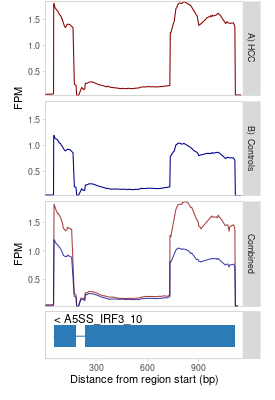 1.5
1.0
0.5
A) HCC
FPM
1.5
1.0
0.5
B) Controls
1.5
1.0
0.5
FPM
Combined
< A5SS_IRF3_10
300 600 900
Distance from region start (bp)